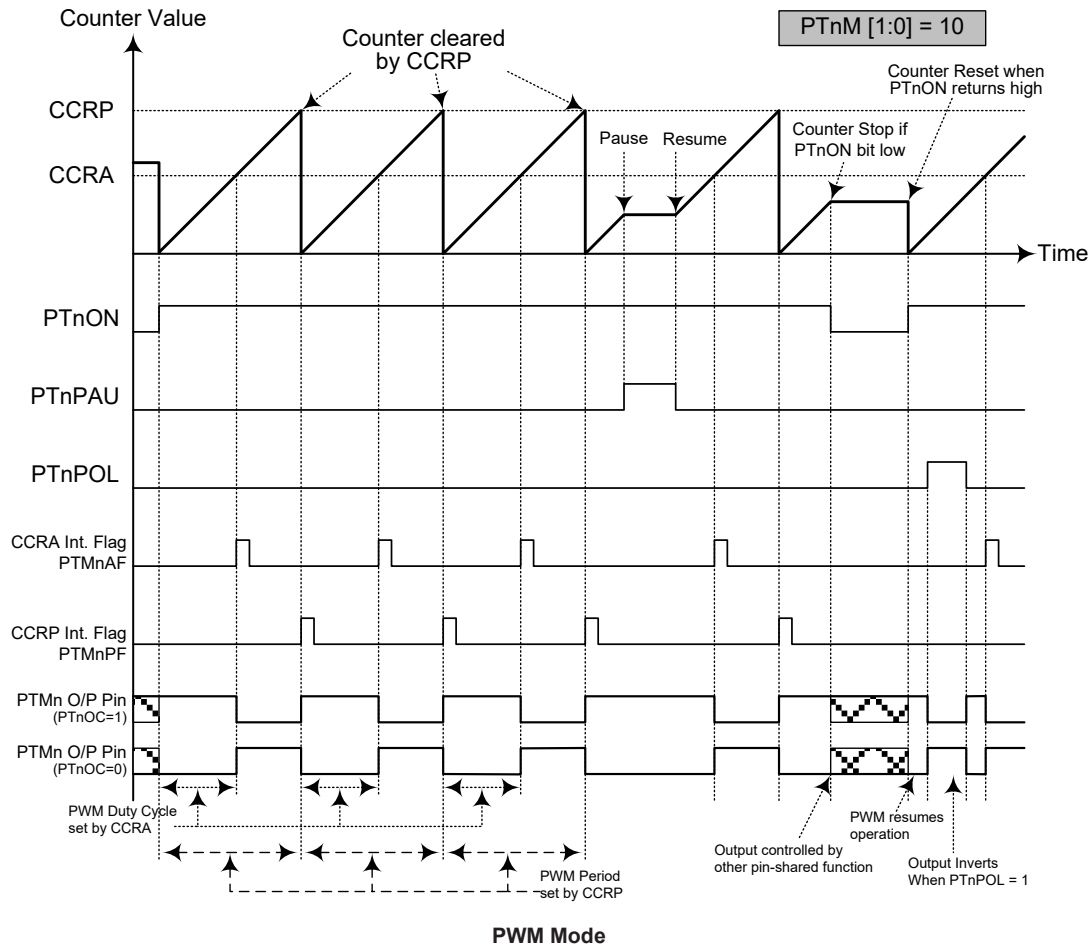 Counter Value
PTnM [1:0] = 10
Counter cleared
by CCRP
Counter Reset when
PTnON returns high
CCRP
Pause
Resume
Counter Stop if
PTnON bit low
CCRA
Time
PTnON
PTnPAU
PTnPOL
CCRA Int. Flag
PTMnAF
CCRP Int. Flag
PTMnPF
PTMn O/P Pin
(PTnOC=1)
PTMn O/P Pin
(PTnOC=0)
PWM Duty Cycle
set by CCRA
PWM resumes
operation
Output controlled by
other pin-shared function
Output Inverts
When PTnPOL = 1
PWM Period
set by CCRP
PWM Mode